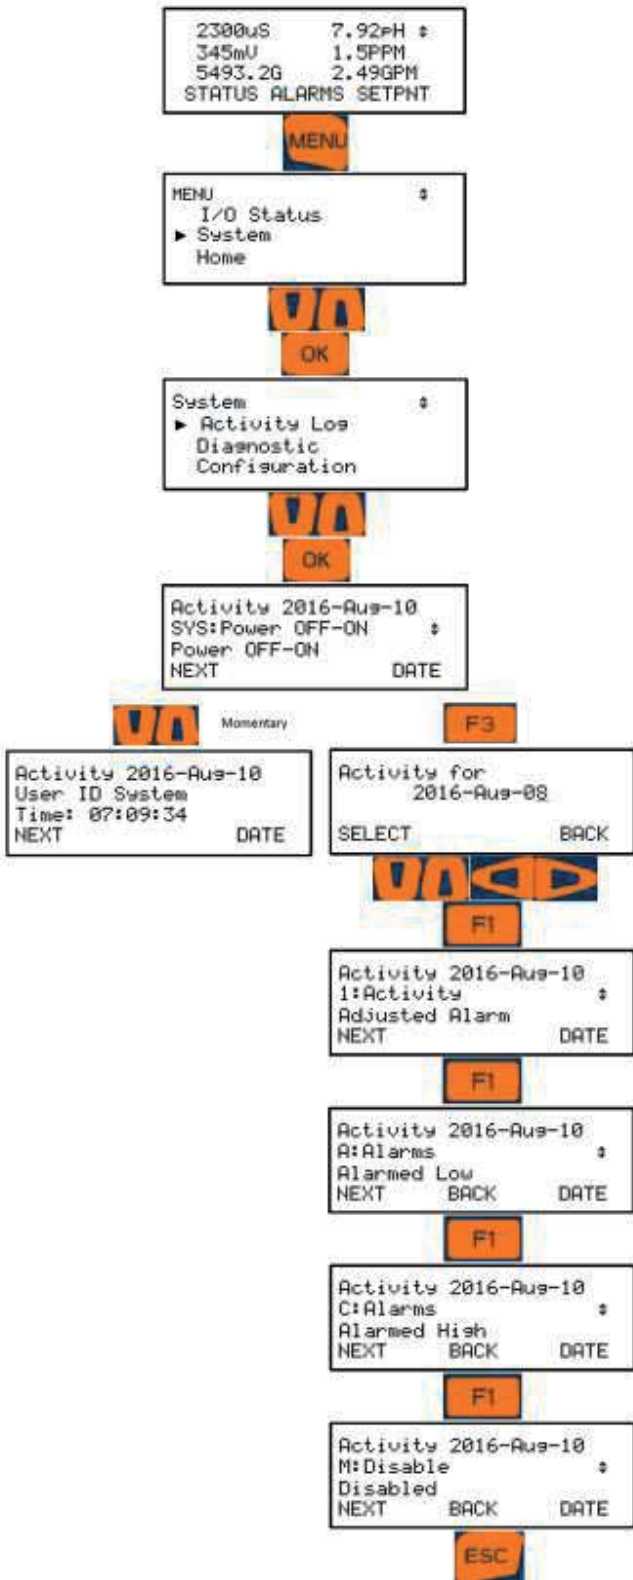 2300uS 7.92pH
345mV 1.5PPM
5493.2G 2.49GPM
STATUS ALARMS SETPNT
MENU
MENU
I/O Status
► System
Home
OK
System
► Activity Log
Diagnostic
Configuration
OK
Activity 2016-Aug-10
SYS:Power OFF-ON
Power OFF-ON
NEXT DATE
Momentary
Activity 2016-Aug-10
User ID System
Time: 07:09:34
NEXT DATE
F3
Activity for
2016-Aug-08
SELECT BACK
F1
Activity 2016-Aug-10
1:Activity
Adjusted Alarm
NEXT DATE
F1
Activity 2016-Aug-10
A:Alarms
Alarmed Low
NEXT BACK DATE
F1
Activity 2016-Aug-10
C:Alarms
Alarmed High
NEXT BACK DATE
F1
Activity 2016-Aug-10
M:Disable
Disabled
NEXT BACK DATE
ESC